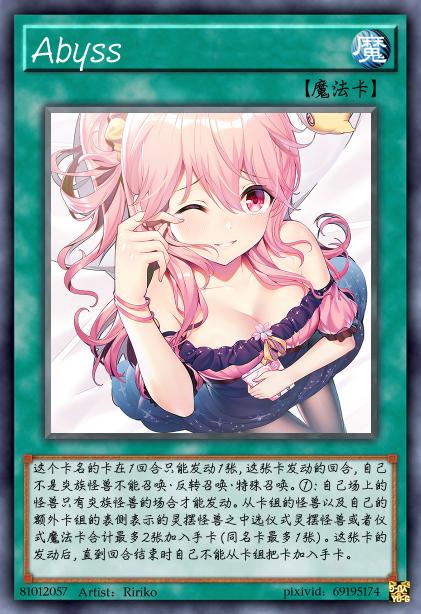 Abyss
魔
【魔法卡】
这个卡名的卡在1回合只能发动1张,这张卡发动的回合,自己
不是炎族怪兽不能召唤·反转召唤·特殊召唤。①:自己场上的
怪兽只有炎族怪兽的场合才能发动。从卡组的怪兽以及自己的
额外卡组的表侧表示的灵摆怪兽之中选仪式灵摆怪兽或者仪
式魔法卡合计最多2张加入手卡(同名卡最多1张)。这张卡的
发动后,直到回合结束时自己不能从卡组把卡加入手卡。
81012057 Artist: Ririko pixivid: 69195174